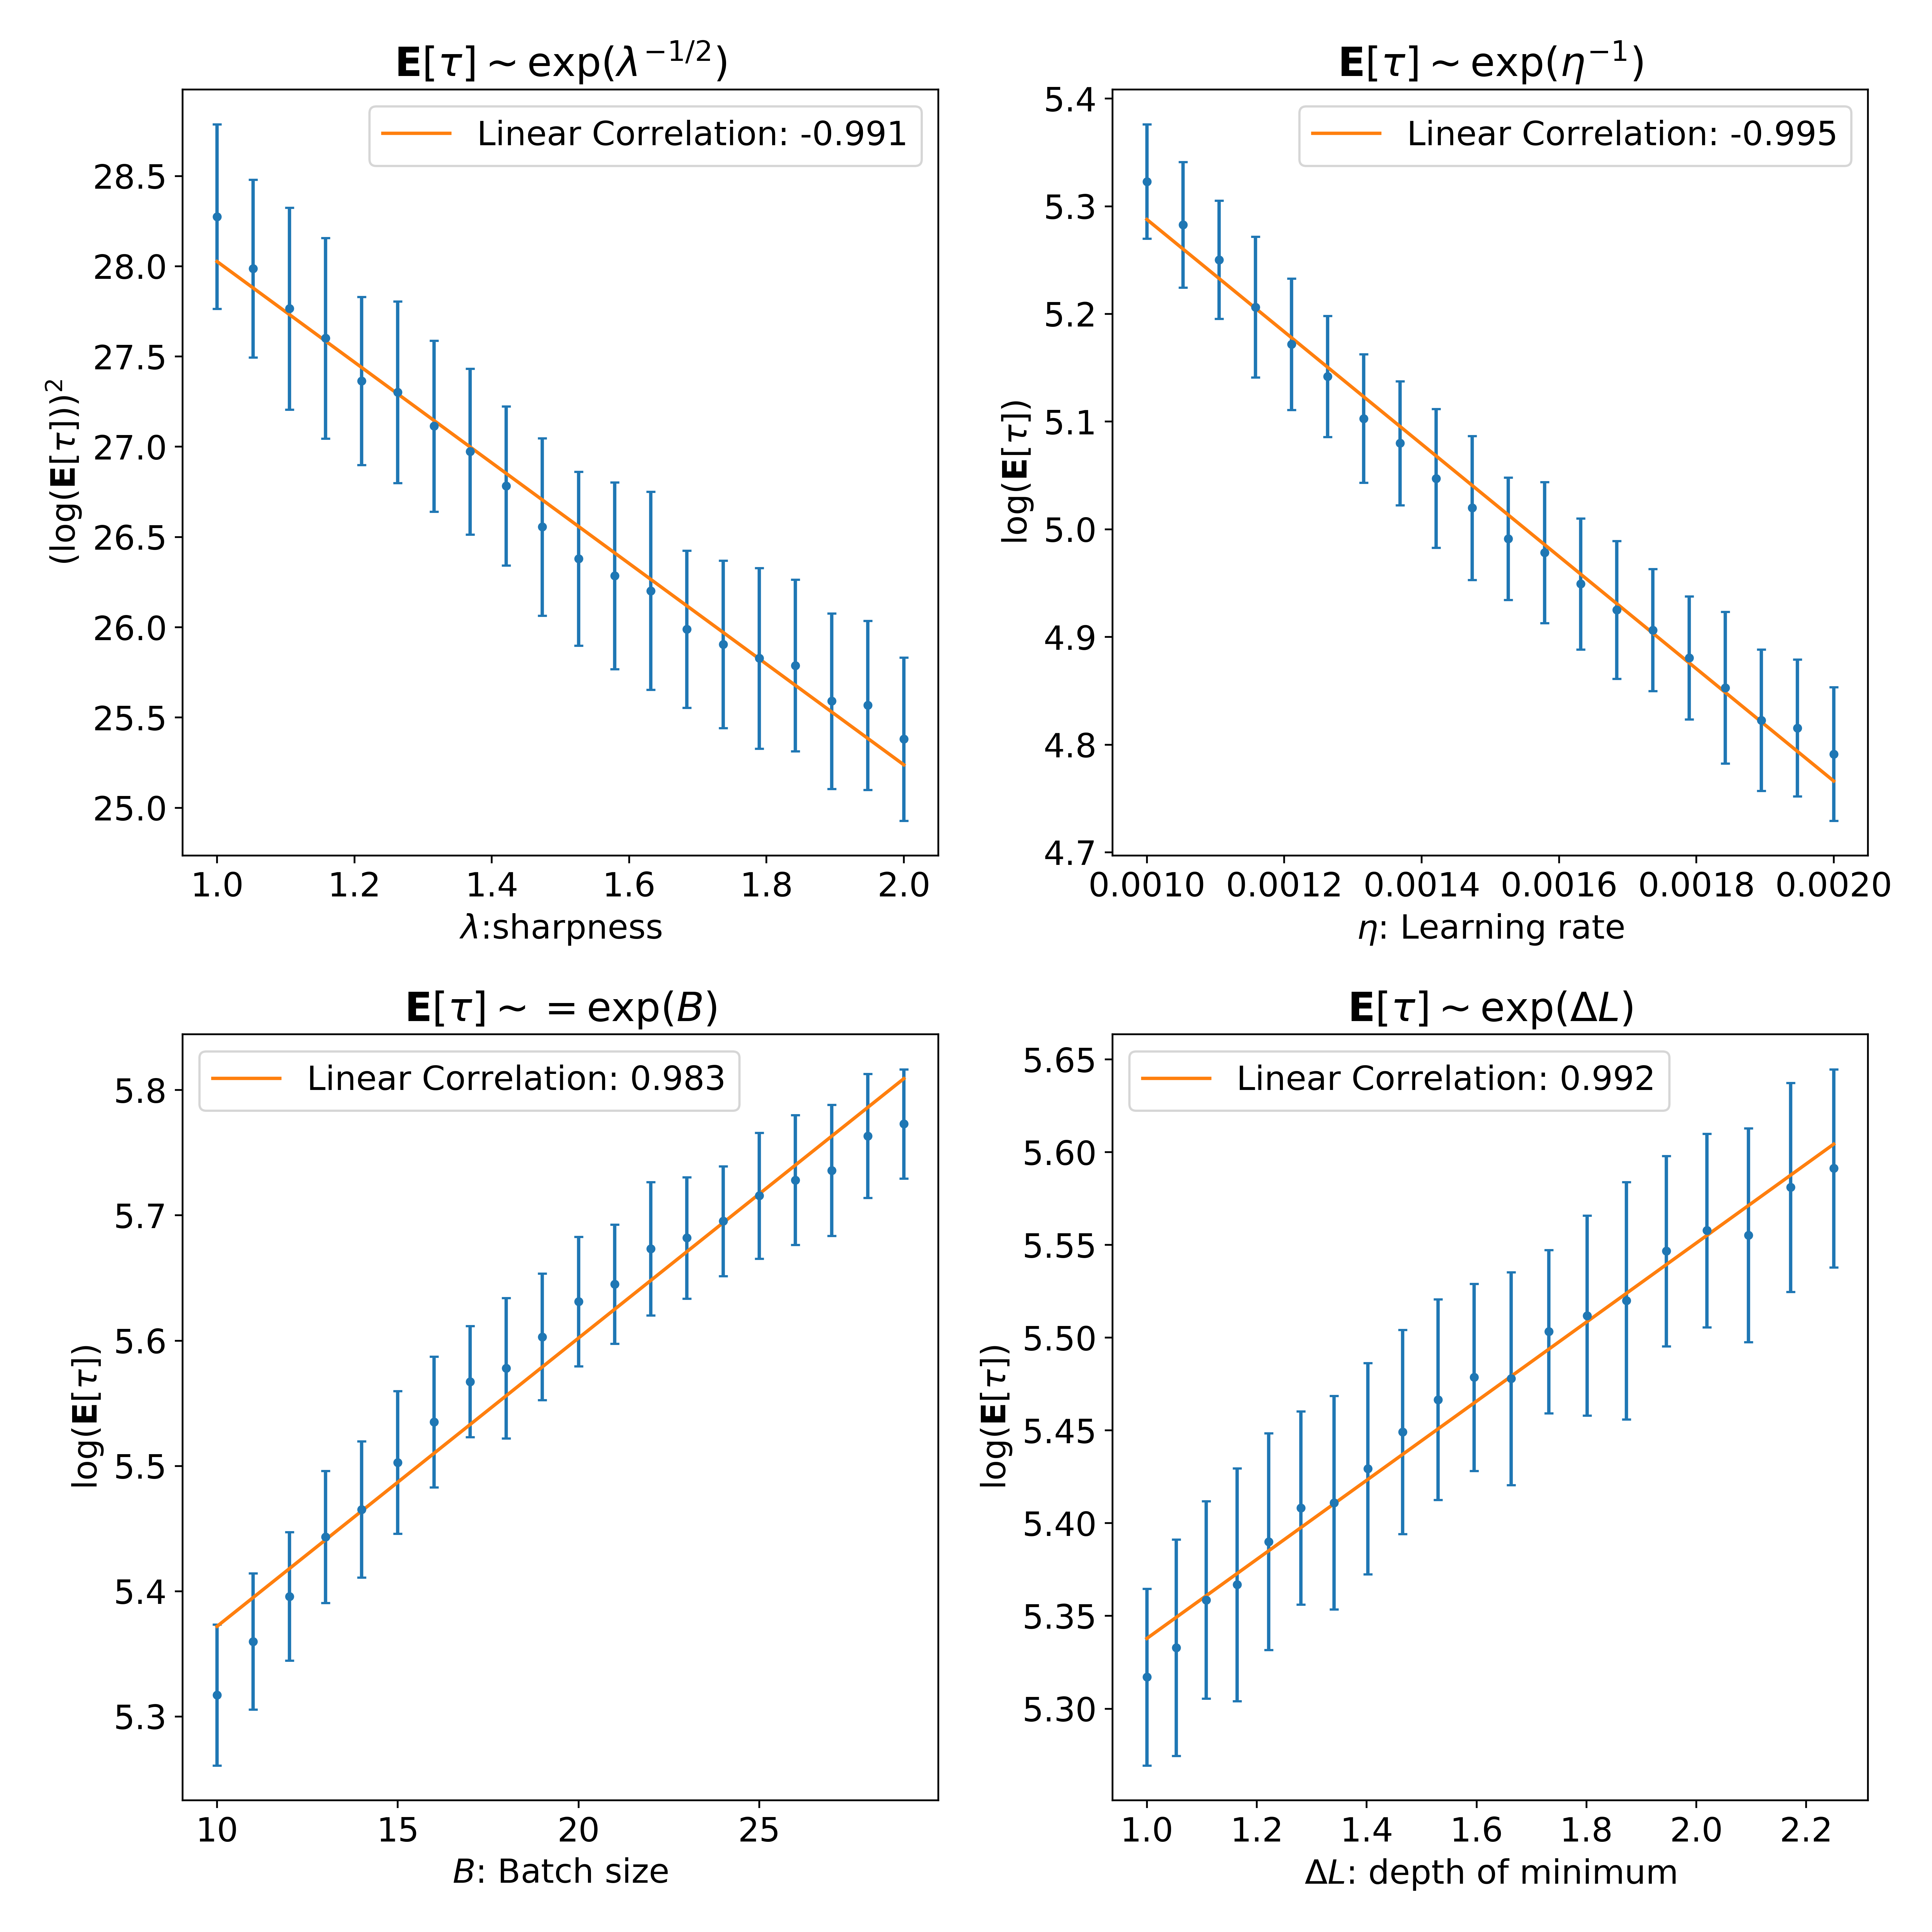 E[τ] ~ exp(λ^{-1/2})
Linear Correlation: -0.991
(log(E[τ]))^2
28.5
28.0
27.5
27.0
26.5
26.0
25.5
25.0
1.0 1.2 1.4 1.6 1.8 2.0
λ:sharpness
E[τ] ~ exp(η^{-1})
Linear Correlation: -0.995
log(E[τ])
5.4
5.3
5.2
5.1
5.0
4.9
4.8
4.7
0.0010 0.0012 0.0014 0.0016 0.0018 0.0020
η: Learning rate
E[τ] ~ = exp(B)
Linear Correlation: 0.983
log(E[τ])
5.8
5.7
5.6
5.5
5.4
5.3
10 15 20 25
B: Batch size
E[τ] ~ exp(ΔL)
Linear Correlation: 0.992
log(E[τ])
5.65
5.60
5.55
5.50
5.45
5.40
5.35
5.30
1.0 1.2 1.4 1.6 1.8 2.0 2.2
ΔL: depth of minimum